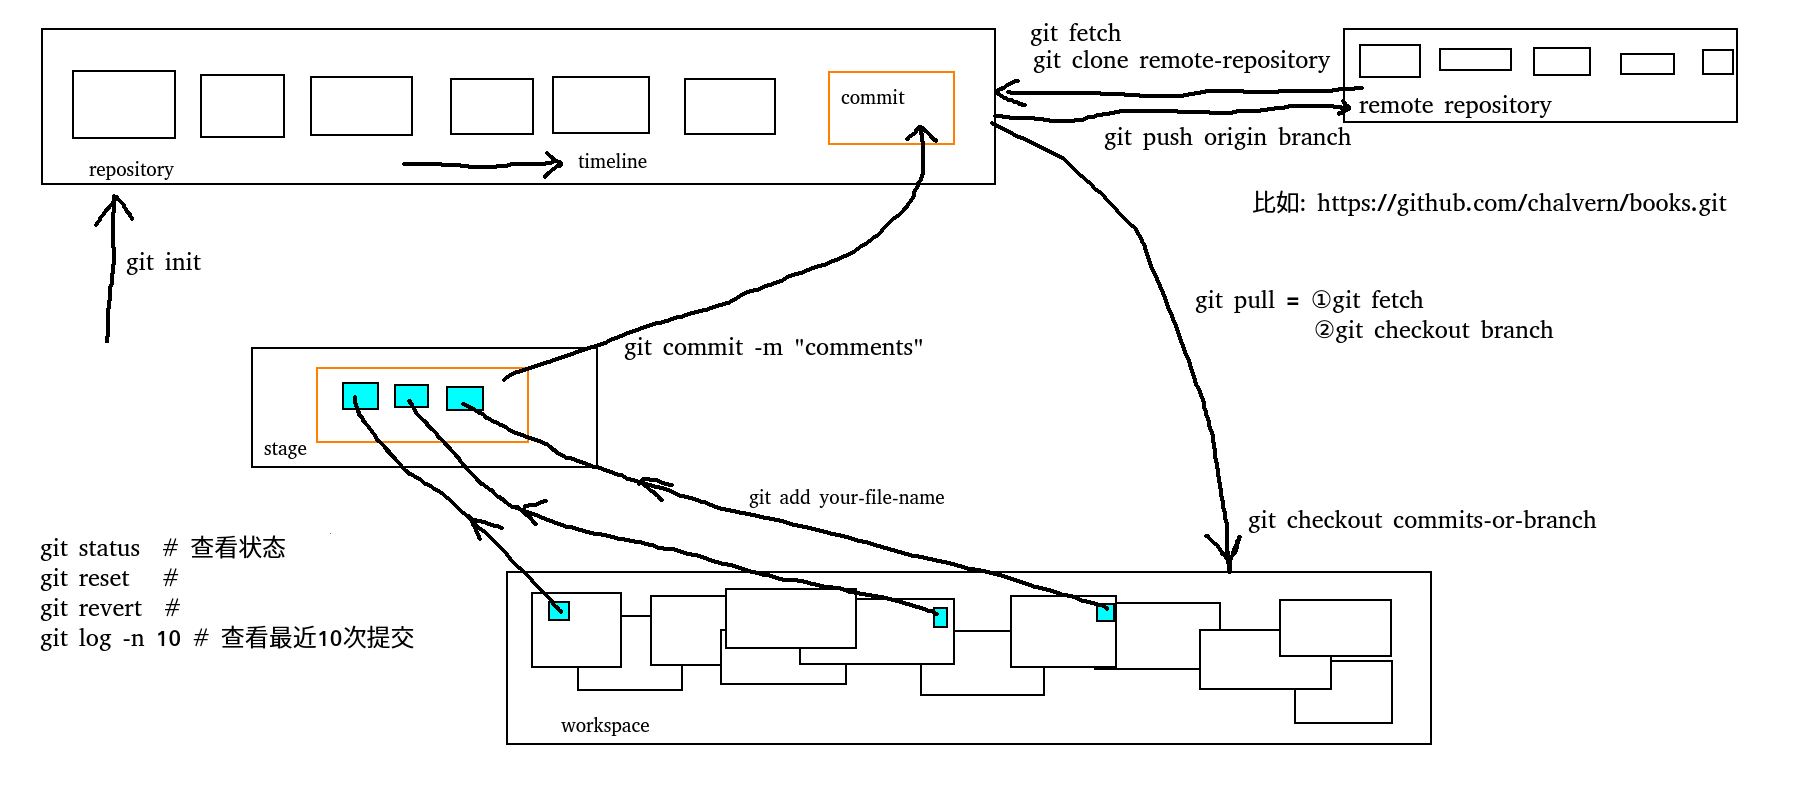 git fetch
git clone remote-repository
commit
remote repository
git push origin branch
repository
timeline
比如: https://github.com/chalvern/books.git
git init
git pull = ①git fetch
②git checkout branch
git commit -m "comments"
stage
git add your-file-name
git checkout commits-or-branch
git status # 查看状态
git reset #
git revert #
git log -n 10 # 查看最近10次提交
workspace